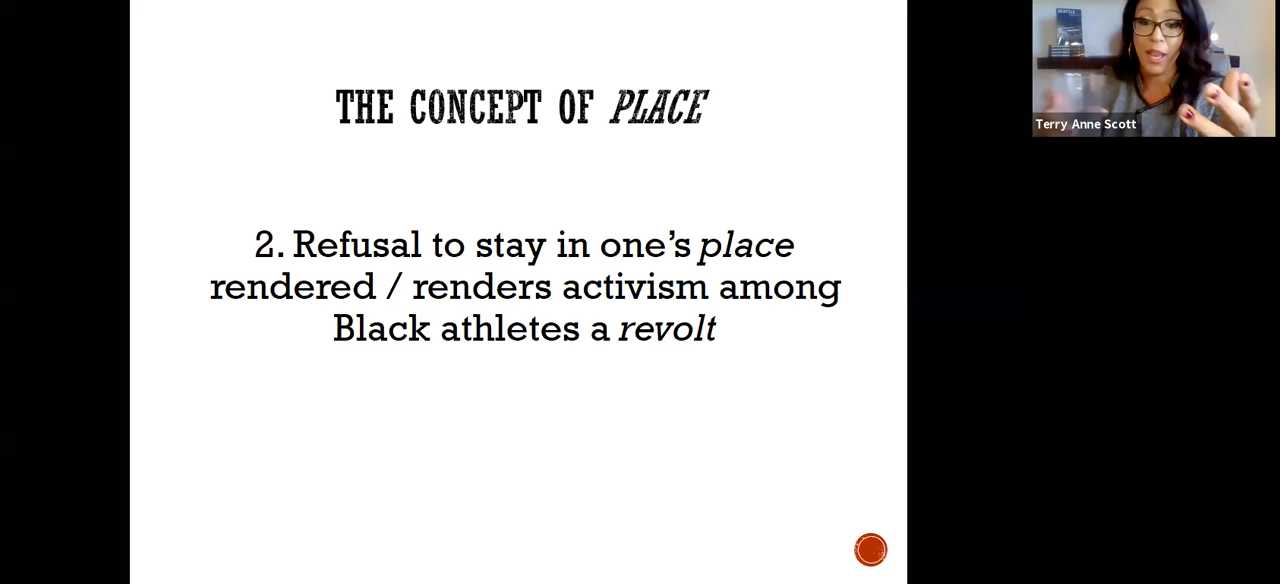 THE CONCEPT OF PLACE
2. Refusal to stay in one's place
rendered / renders activism among
Black athletes a revolt
Terry Anne Scott